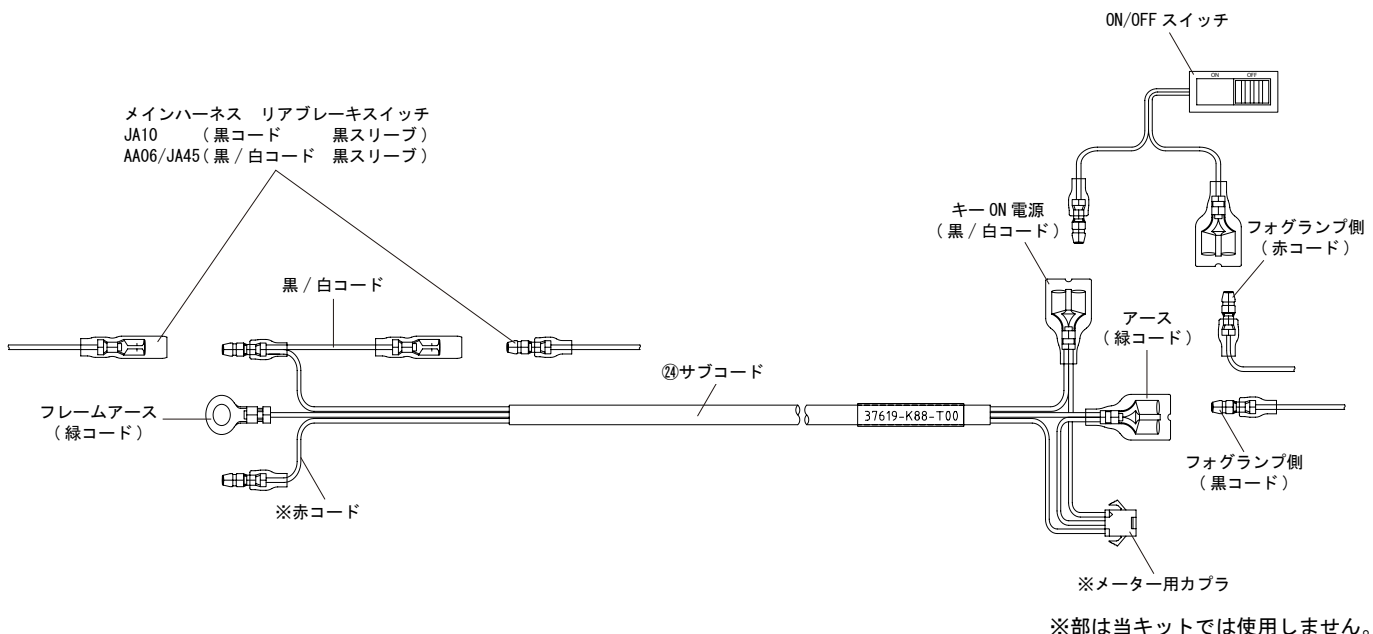 ON/OFF スイッチ
ON OFF
メインハーネス リアブレーキスイッチ
JA10 (黒コード 黒スリーブ)
AA06/JA45(黒/白コード 黒スリーブ)
キー ON 電源
(黒/白コード)
フォグランプ側
(赤コード)
黒/白コード
アース
(緑コード)
㉔サブコード
フレームアース
(緑コード)
37619-K88-T00
フォグランプ側
(黒コード)
※赤コード
※メーター用カプラ
※部は当キットでは使用しません。